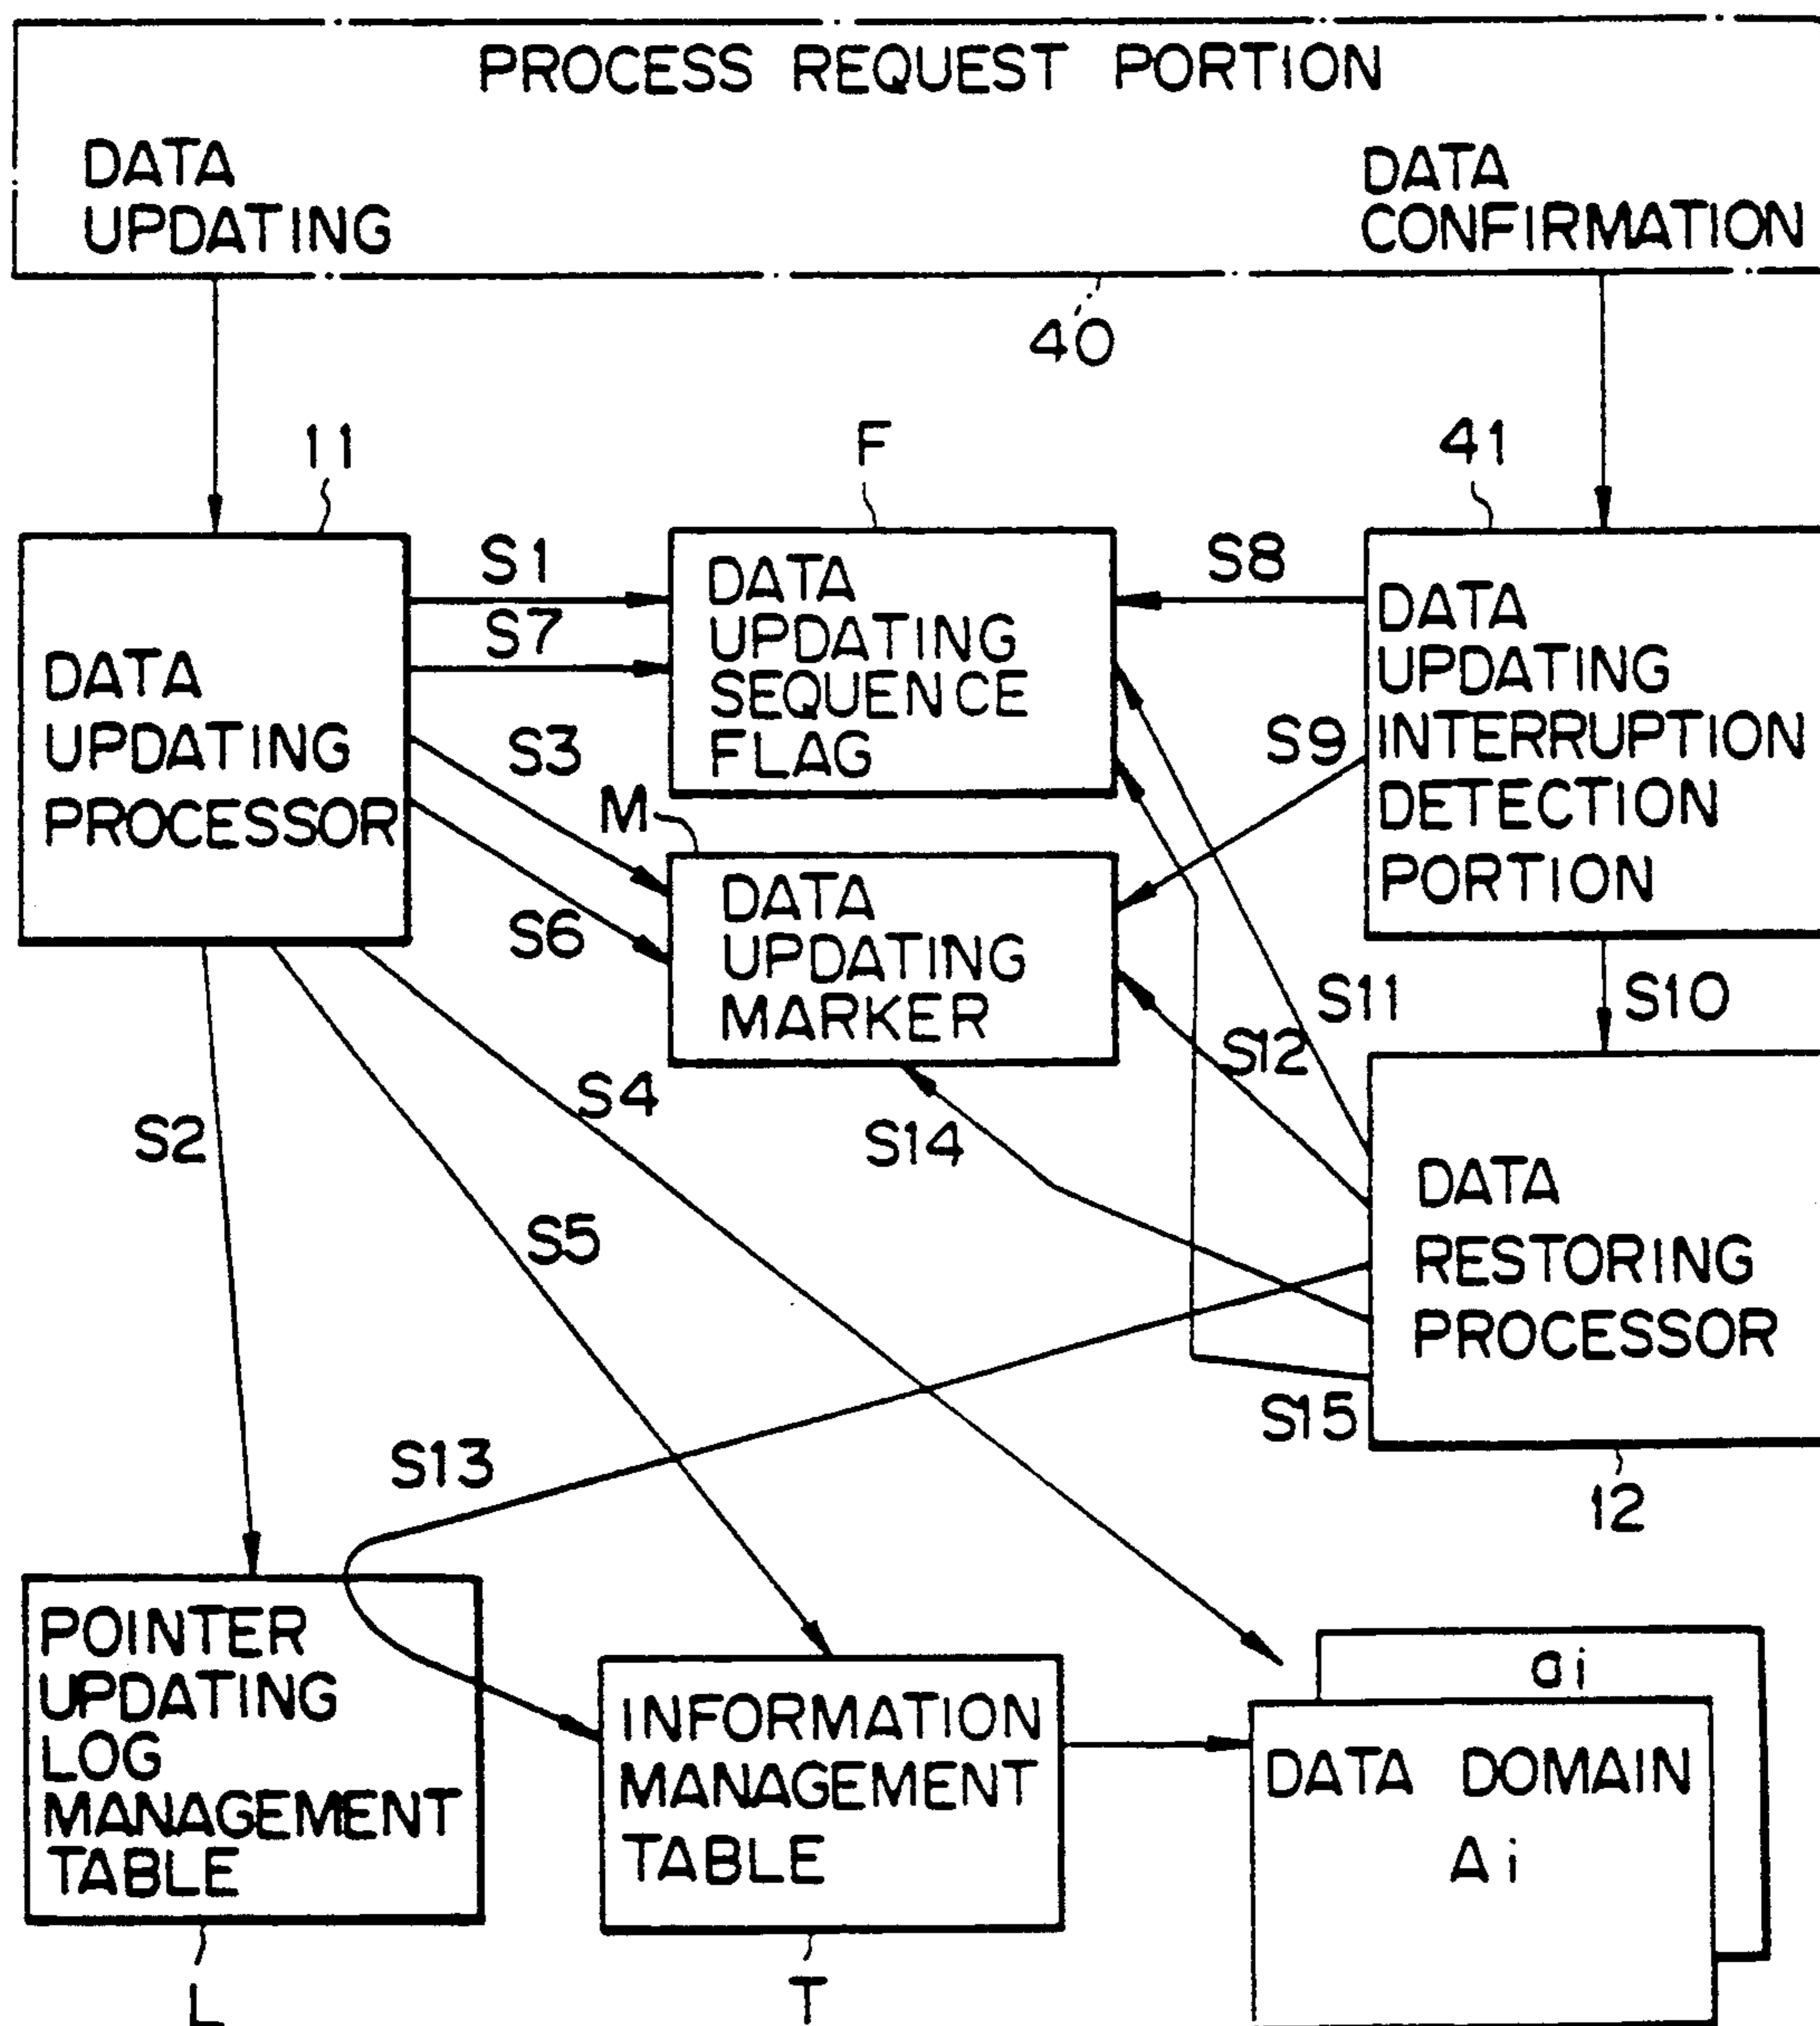 PROCESS REQUEST PORTION
DATA
UPDATING
DATA
CONFIRMATION
40
11
F
41
DATA
UPDATING
PROCESSOR
S1
S7
S3
S6
DATA
UPDATING
SEQUENCE
FLAG
S8
S9
DATA
UPDATING
INTERRUPTION
DETECTION
PORTION
M
DATA
UPDATING
MARKER
S11
S10
S12
S2
S4
S14
S5
DATA
RESTORING
PROCESSOR
S15
S13
12
POINTER
UPDATING
LOG
MANAGEMENT
TABLE
INFORMATION
MANAGEMENT
TABLE
ai
DATA DOMAIN
Ai
L
T